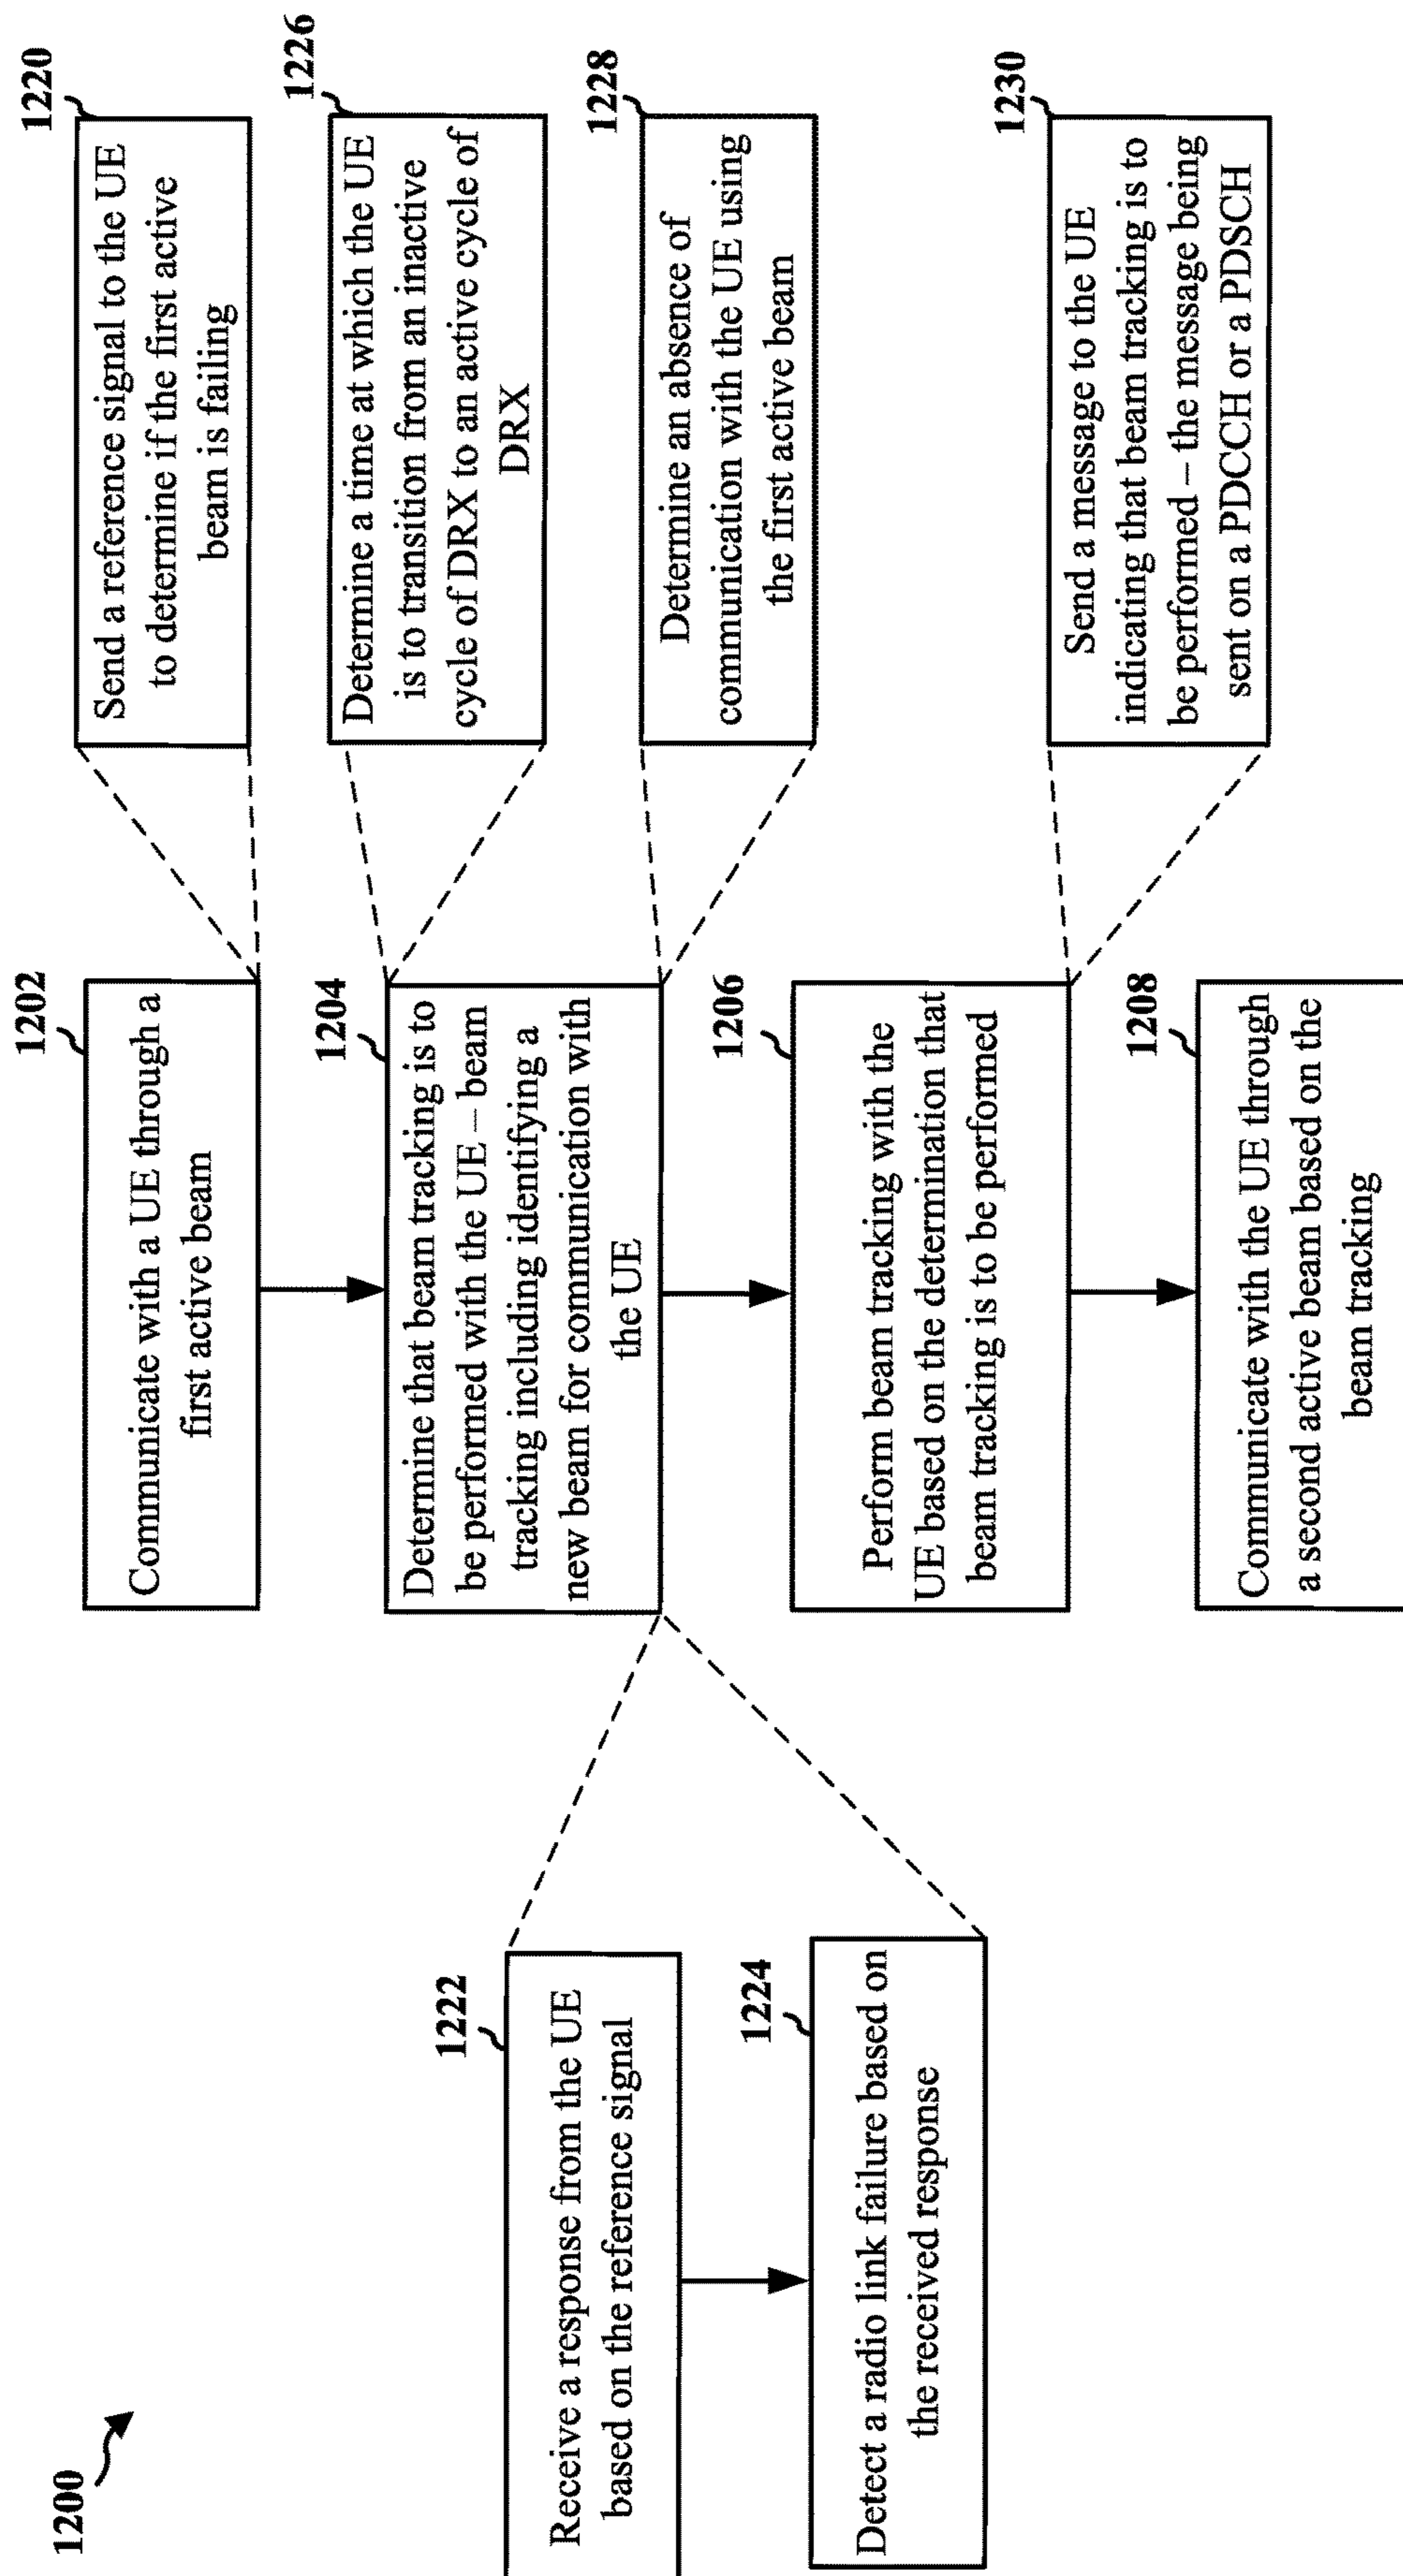 1200
1202
Communicate with a UE through a
first active beam
1220
Send a reference signal to the UE
to determine if the first active
beam is failing
1204
Determine that beam tracking is to
be performed with the UE – beam
tracking including identifying a
new beam for communication with
the UE
1226
Determine a time at which the UE
is to transition from an inactive
cycle of DRX to an active cycle of
DRX
1222
Receive a response from the UE
based on the reference signal
1228
Determine an absence of
communication with the UE using
the first active beam
1224
Detect a radio link failure based on
the received response
1206
Perform beam tracking with the
UE based on the determination that
beam tracking is to be performed
1230
Send a message to the UE
indicating that beam tracking is to
be performed – the message being
sent on a PDCCH or a PDSCH
1208
Communicate with the UE through
a second active beam based on the
beam tracking